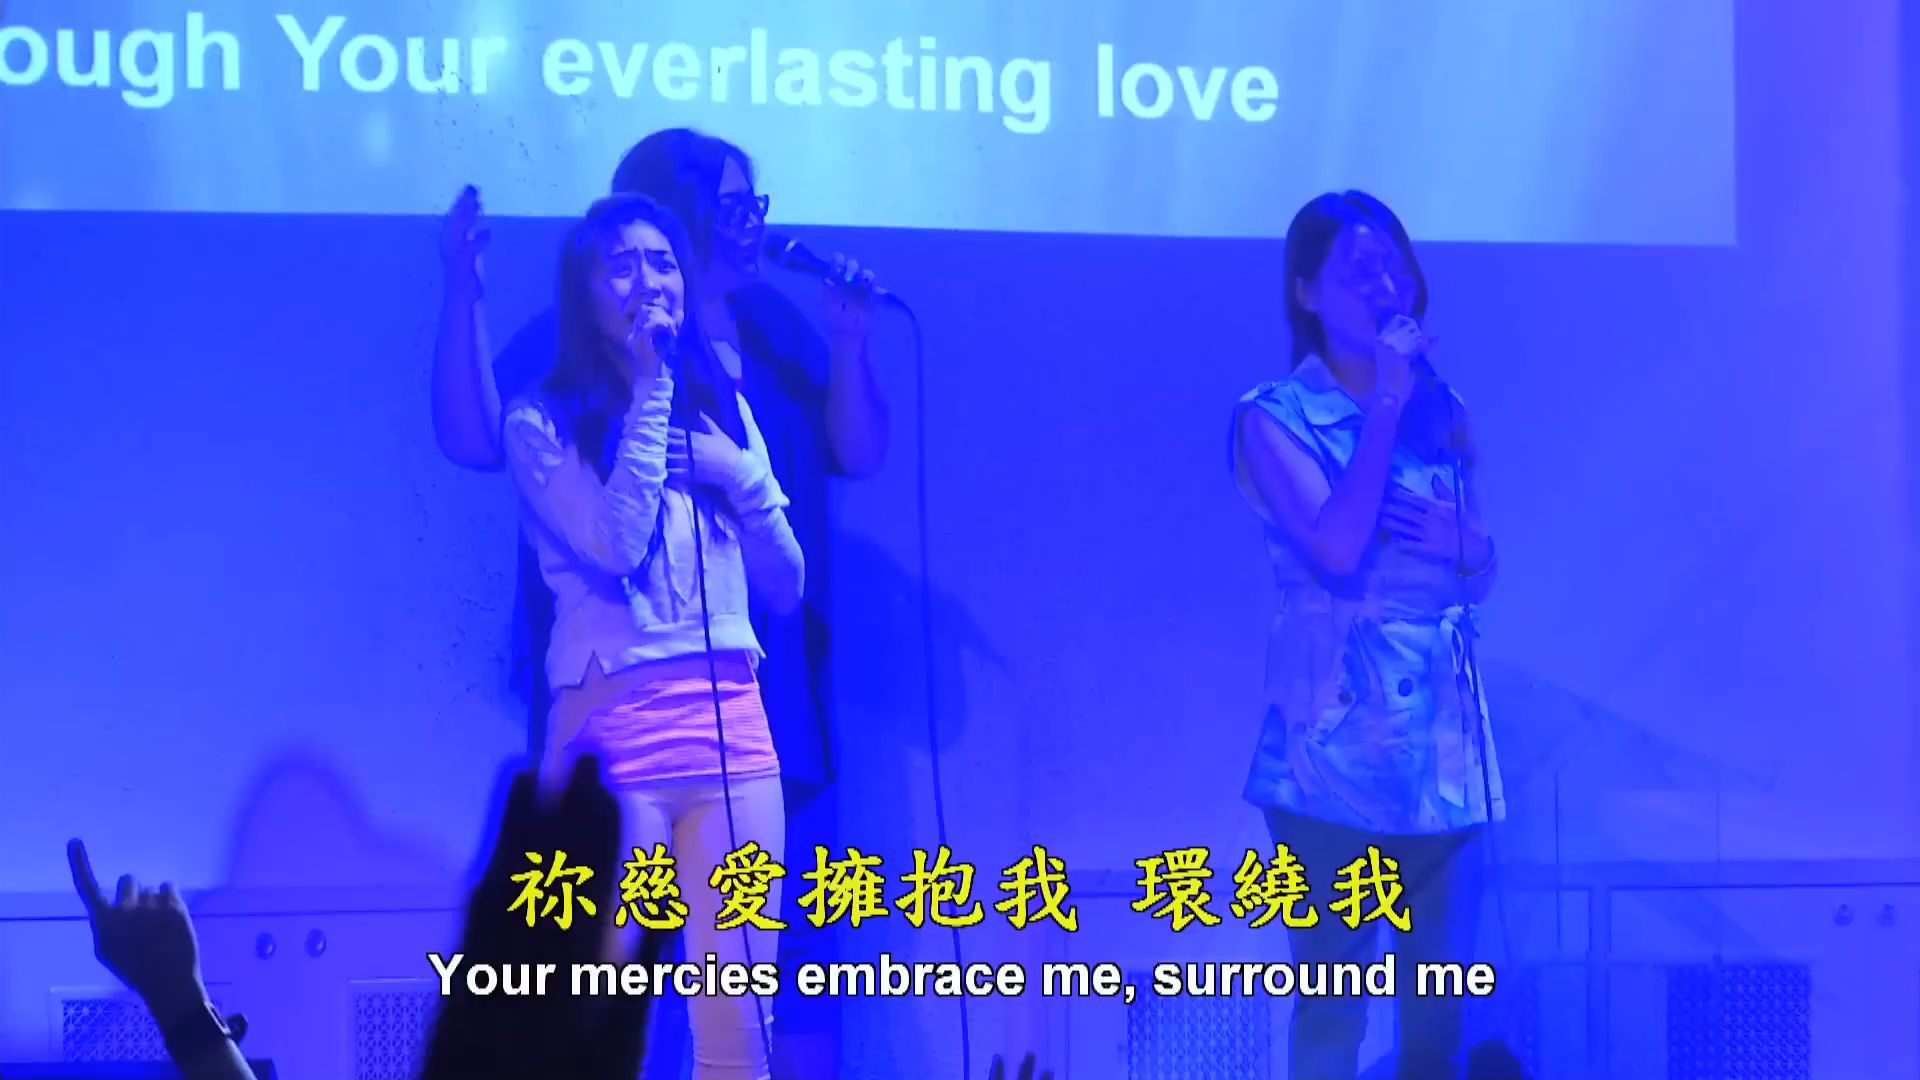 ough Your everlasting love
祢慈愛擁抱我 環繞我
Your mercies embrace me, surround me